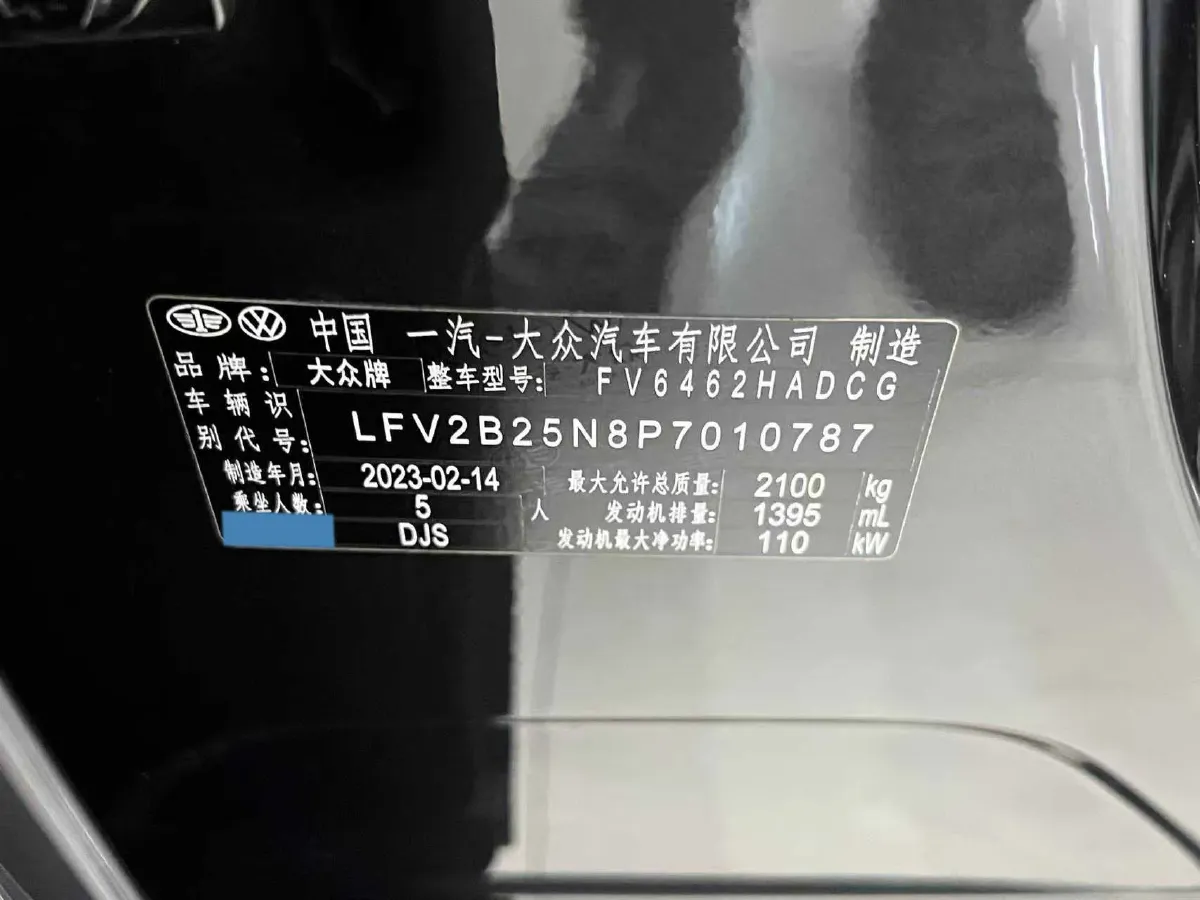 中国 一汽-大众汽车有限公司 制造
品牌: 大众牌 整车型号: FV6462HADCG
车辆识别代号: LFV2B25N8P7010787
制造年月: 2023-02-14 最大允许总质量: 2100 kg
乘坐人数: 5 人 发动机排量: 1395 mL
DJS 发动机最大净功率: 110 kW